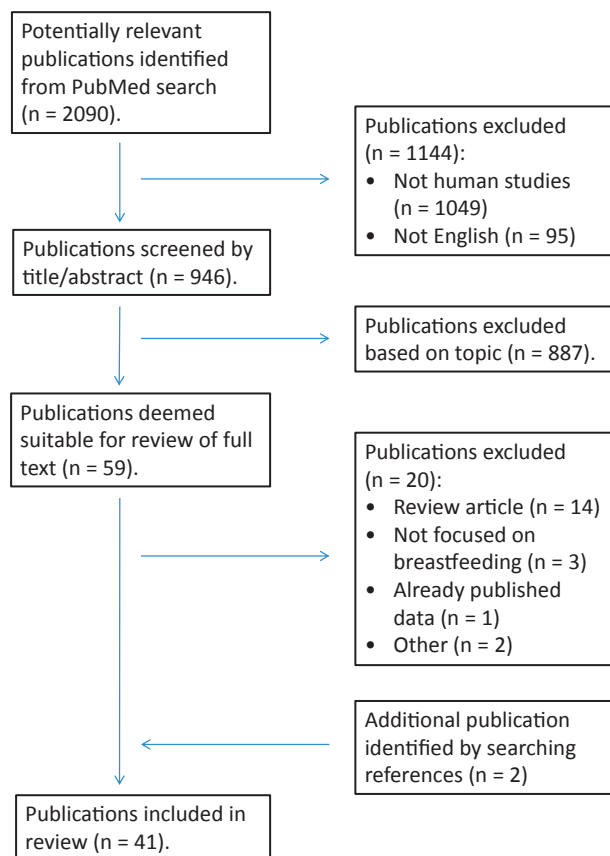 Potentially relevant
publications identified
from PubMed search
(n = 2090).
Publications excluded
(n = 1144):
• Not human studies
(n = 1049)
• Not English (n = 95)
Publications screened by
title/abstract (n = 946).
Publications excluded
based on topic (n = 887).
Publications deemed
suitable for review of full
text (n = 59).
Publications excluded
(n = 20):
• Review article (n = 14)
• Not focused on
breastfeeding (n = 3)
• Already published
data (n = 1)
• Other (n = 2)
Additional publication
identified by searching
references (n = 2)
Publications included in
review (n = 41).